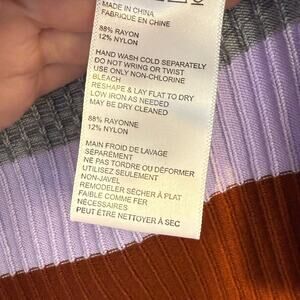 MADE IN CHINA
FABRIQUÉ EN CHINE
88% RAYON
12% NYLON
HAND WASH COLD SEPARATELY
DO NOT WRING OR TWIST
USE ONLY NON-CHLORINE
BLEACH
RESHAPE & LAY FLAT TO DRY
LOW IRON AS NEEDED
MAY BE DRY CLEANED
88% RAYONNE
12% NYLON
MAIN FROID DE LAVAGE
SÉPARÉMENT
NE PAS TORDRE OU DÉFORMER
UTILISEZ SEULEMENT
NON-JAVEL
REMODELER SÉCHER À PLAT
FAIBLE COMME FER
NÉCESSAIRES
PEUT ÊTRE NETTOYER À SEC